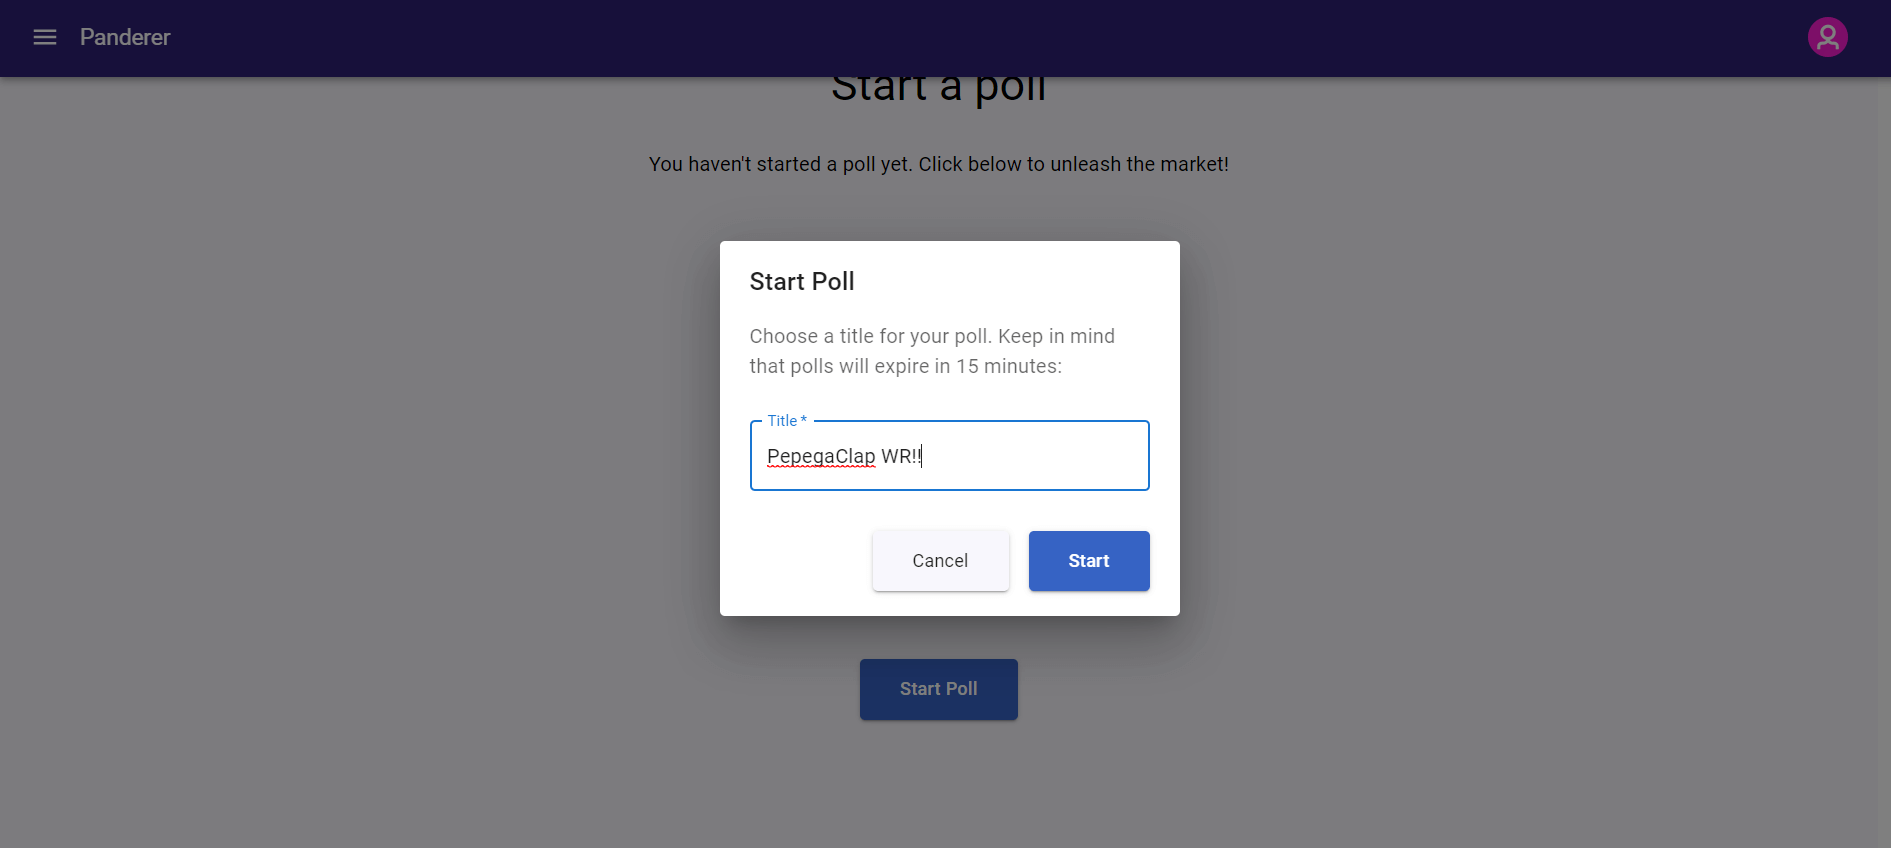 Panderer
Start a poll
You haven't started a poll yet. Click below to unleash the market!
Start Poll
Choose a title for your poll. Keep in mind
that polls will expire in 15 minutes:
Title *
PepegaClap WR!!
Cancel
Start
Start Poll